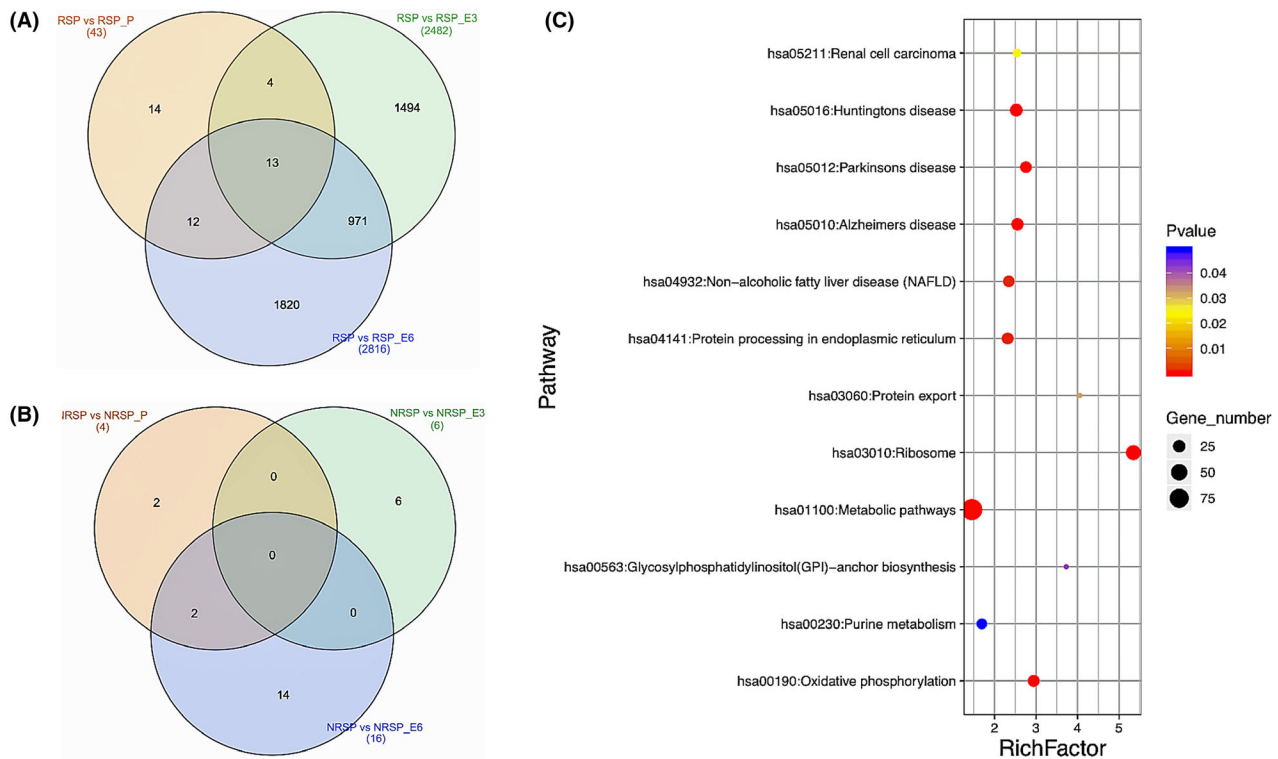 (A)
RSP vs RSP_P
(43)
RSP vs RSP_E3
(2482)
4
14
1494
13
12
971
1820
RSP vs RSP_E6
(2816)
(B)
NRSP vs NRSP_E3
(6)
vs NRSP_P
(4)
0
2
6
0
2
0
14
NRSP vs NRSP_E6
(16)
(C)
Pathway
hsa05211:Renal cell carcinoma
hsa05016:Huntingtons disease
hsa05012:Parkinsons disease
hsa05010:Alzheimers disease
hsa04932:Non−alcoholic fatty liver disease (NAFLD)
hsa04141:Protein processing in endoplasmic reticulum
hsa03060:Protein export
hsa03010:Ribosome
hsa01100:Metabolic pathways
hsa00563:Glycosylphosphatidylinositol(GPI)−anchor biosynthesis
hsa00230:Purine metabolism
hsa00190:Oxidative phosphorylation
2 3 4 5
RichFactor
Pvalue
0.04
0.03
0.02
0.01
Gene_number
25
50
75